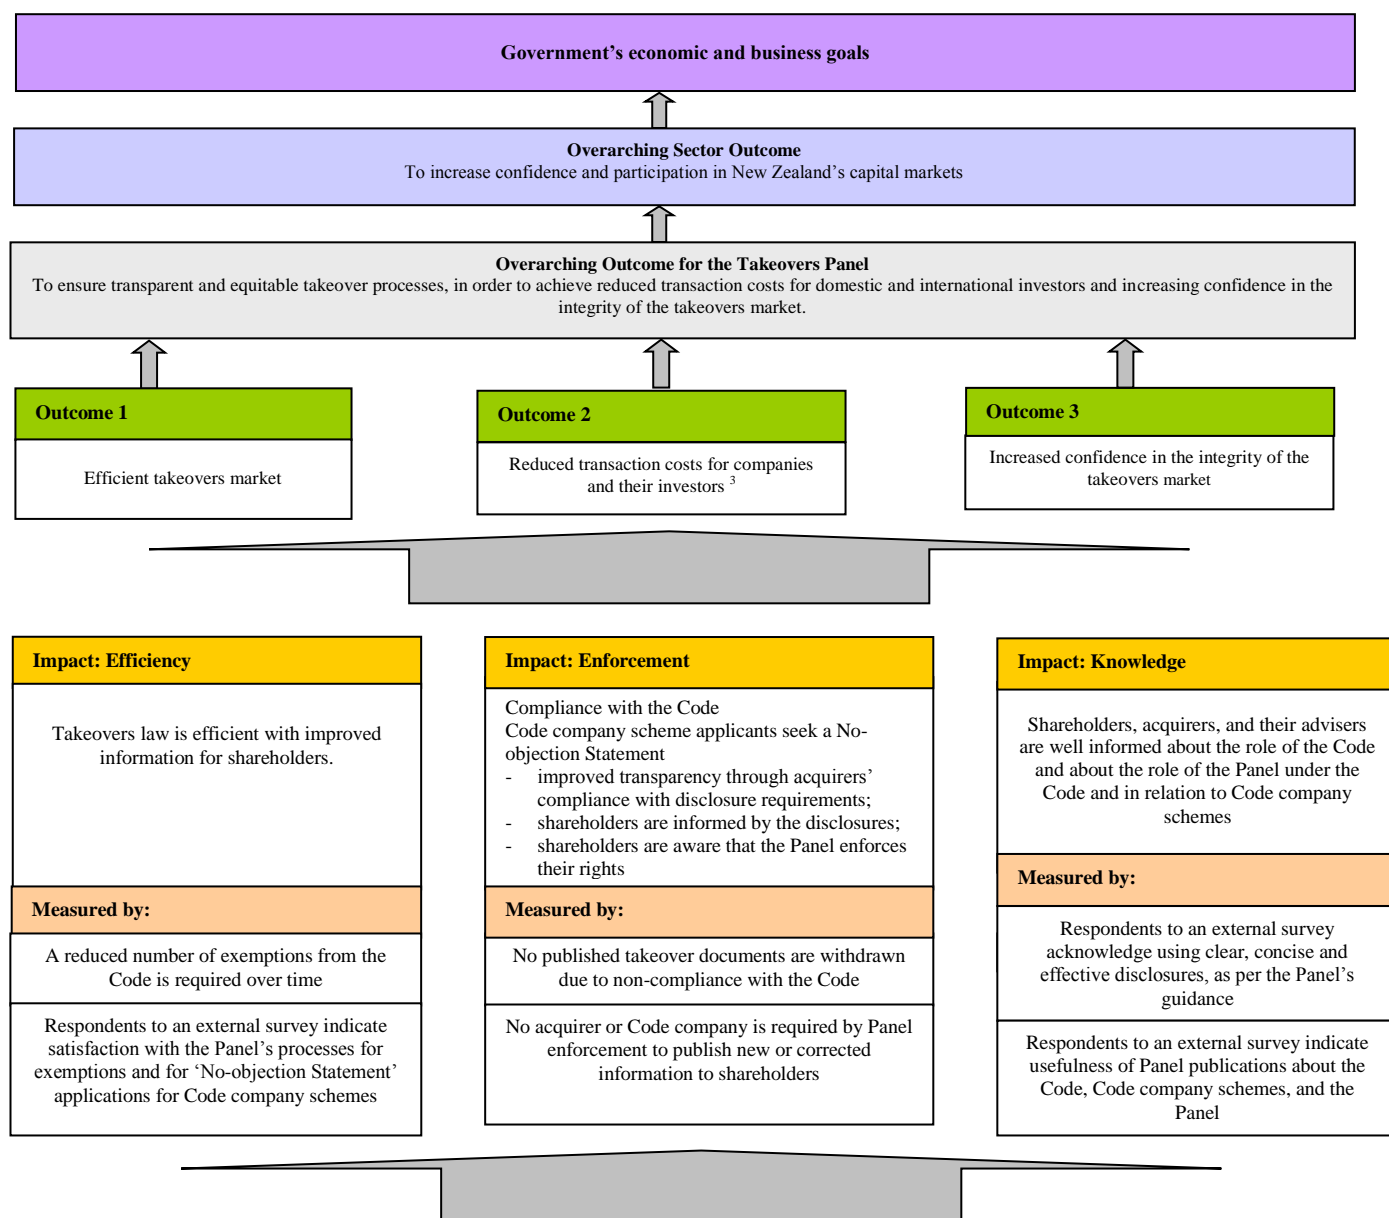 Government’s economic and business goals
Overarching Sector Outcome
To increase confidence and participation in New Zealand’s capital markets
Overarching Outcome for the Takeovers Panel
To ensure transparent and equitable takeover processes, in order to achieve reduced transaction costs for domestic and international investors and increasing confidence in the
integrity of the takeovers market.
Outcome 1
Efficient takeovers market
Outcome 2
Reduced transaction costs for companies
and their investors 3
Outcome 3
Increased confidence in the integrity of the
takeovers market
Impact: Efficiency
Takeovers law is efficient with improved
information for shareholders.
Measured by:
A reduced number of exemptions from the
Code is required over time
Respondents to an external survey indicate
satisfaction with the Panel’s processes for
exemptions and for ‘No-objection Statement’
applications for Code company schemes
Impact: Enforcement
Compliance with the Code
Code company scheme applicants seek a No-
objection Statement
- improved transparency through acquirers’
compliance with disclosure requirements;
- shareholders are informed by the disclosures;
- shareholders are aware that the Panel enforces
their rights
Measured by:
No published takeover documents are withdrawn
due to non-compliance with the Code
No acquirer or Code company is required by Panel
enforcement to publish new or corrected
information to shareholders
Impact: Knowledge
Shareholders, acquirers, and their advisers
are well informed about the role of the Code
and about the role of the Panel under the
Code and in relation to Code company
schemes
Measured by:
Respondents to an external survey
acknowledge using clear, concise and
effective disclosures, as per the Panel’s
guidance
Respondents to an external survey indicate
usefulness of Panel publications about the
Code, Code company schemes, and the
Panel